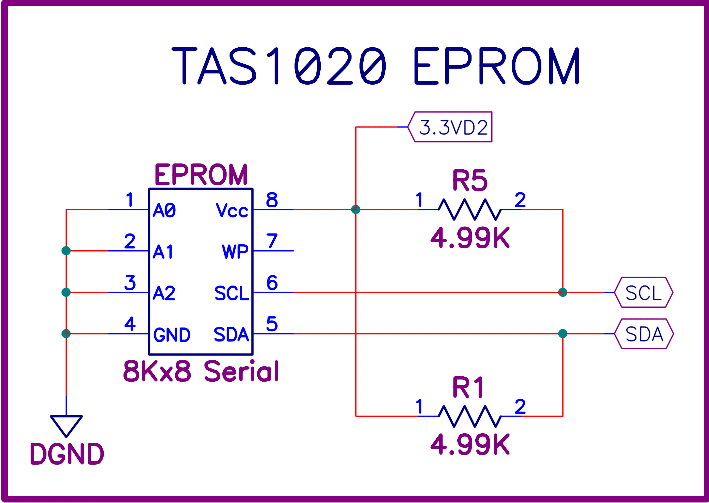 TAS1020 EPROM
3.3VD2
EPROM
R5
1 A0 Vcc 8
1 2
2 A1 WP 7
4.99K
3 A2 SCL 6
SCL
4 GND SDA 5
SDA
8Kx8 Serial
R1
1 2
DGND
4.99K